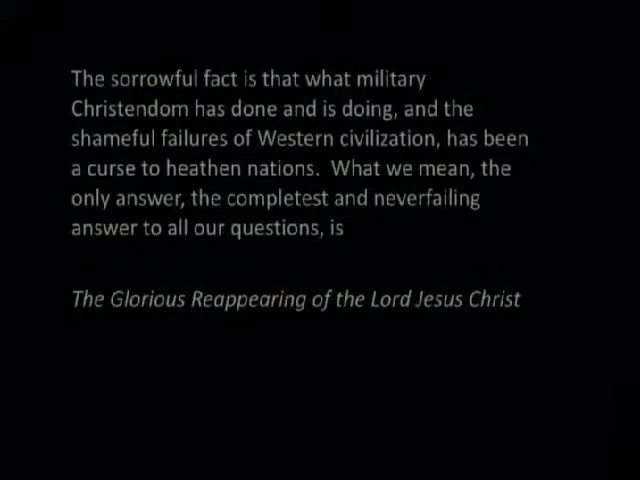 The sorrowful fact is that what military
Christendom has done and is doing, and the
shameful failures of Western civilization, has been
a curse to heathen nations.  What we mean, the
only answer, the completest and neverfailing
answer to all our questions, is
The Glorious Reappearing of the Lord Jesus Christ